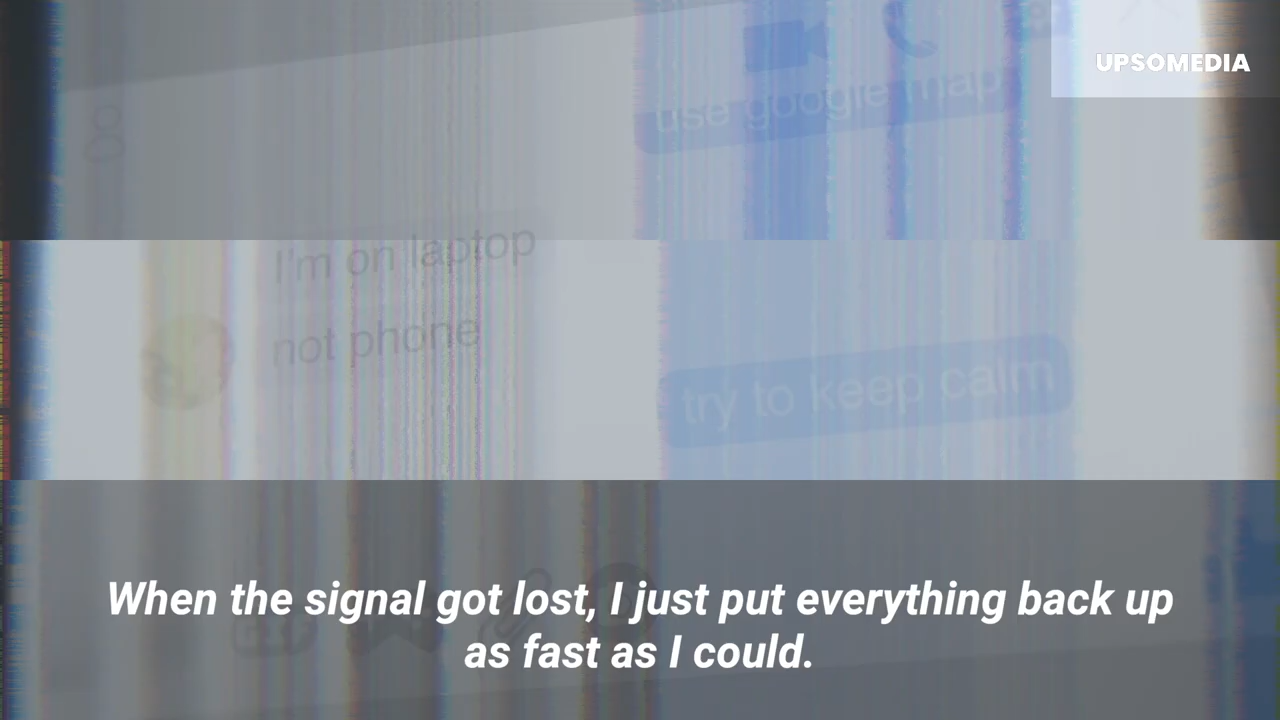 UPSOMEDIA
use google map
I'm on laptop
not phone
try to keep calm
When the signal got lost, I just put everything back up
as fast as I could.